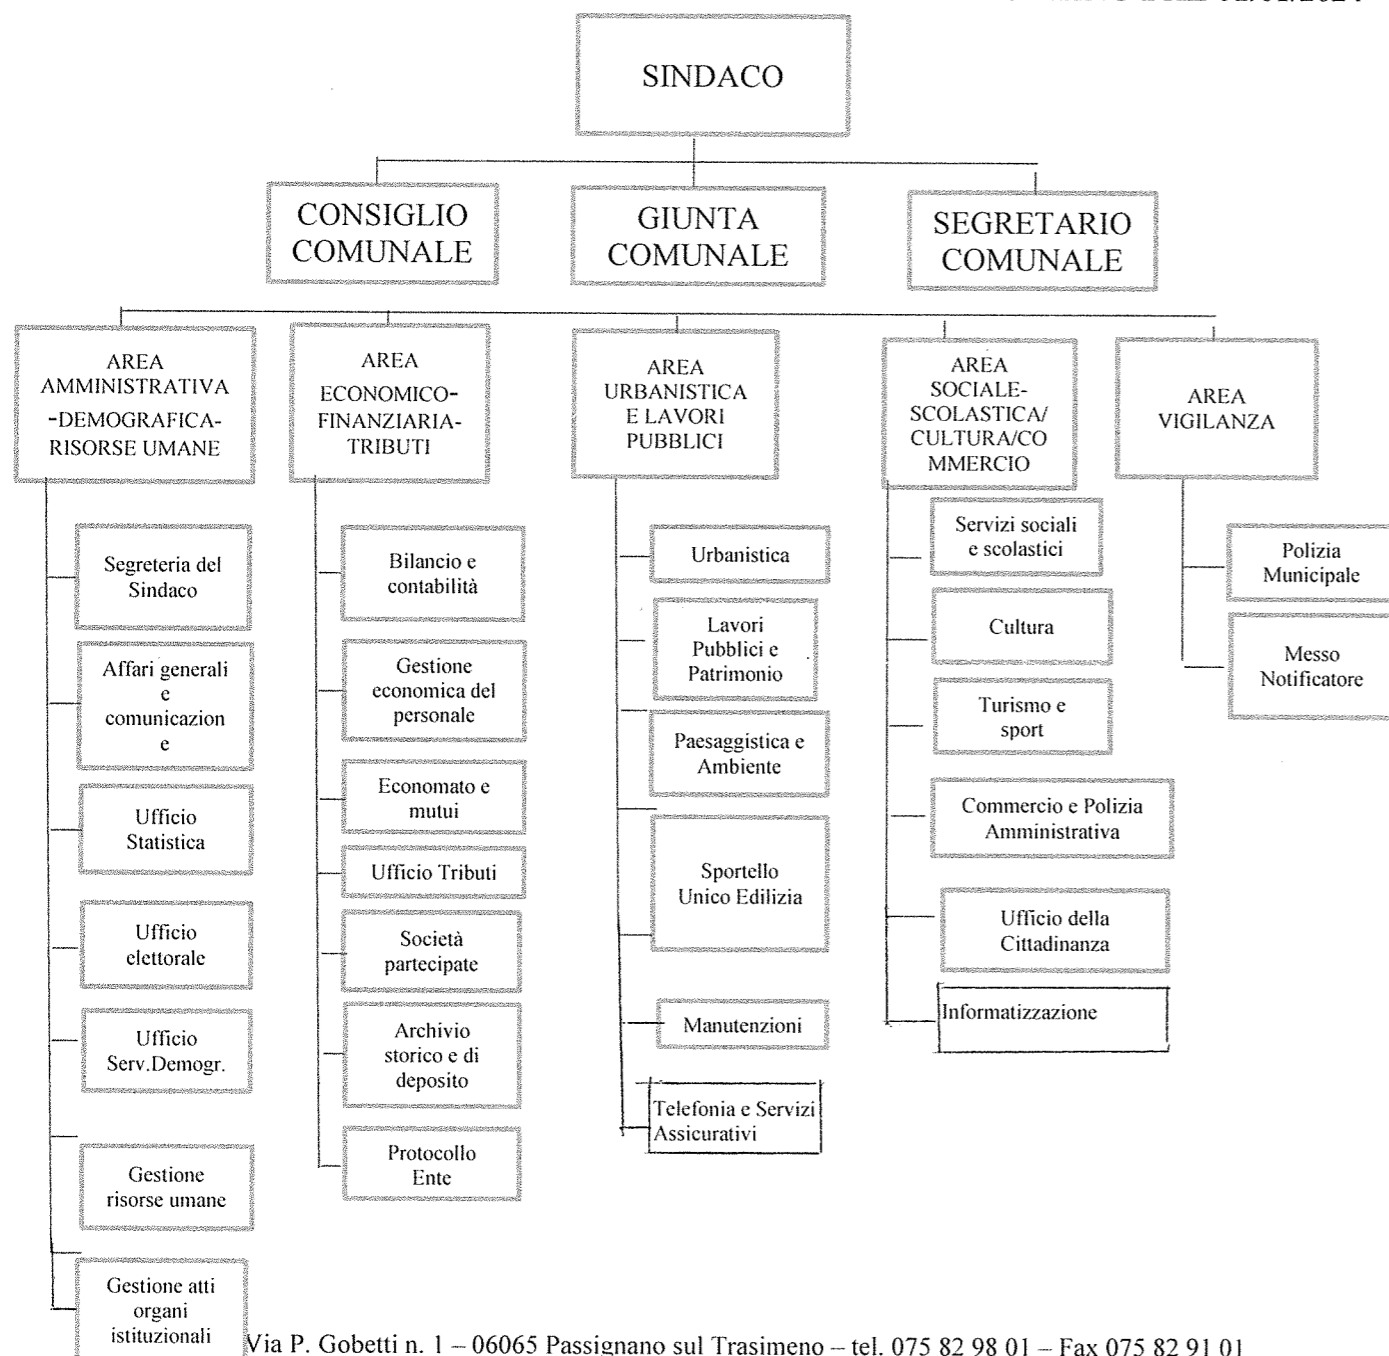 SINDACO
CONSIGLIO
COMUNALE
GIUNTA
COMUNALE
SEGRETARIO
COMUNALE
AREA
AMMINISTRATIVA
-DEMOGRAFICA-
RISORSE UMANE
AREA
ECONOMICO-
FINANZIARIA-
TRIBUTI
AREA
URBANISTICA
E LAVORI
PUBBLICI
AREA
SOCIALE-
SCOLASTICA/
CULTURA/CO
MMERCIO
AREA
VIGILANZA
Segreteria del
Sindaco
Affari generali
e
comunicazion
e
Ufficio
Statistica
Ufficio
elettorale
Ufficio
Serv.Demogr.
Gestione
risorse umane
Gestione atti
organi
istituzionali
Bilancio e
contabilità
Gestione
economica del
personale
Economato e
mutui
Ufficio Tributi
Società
partecipate
Archivio
storico e di
deposito
Protocollo
Ente
Urbanistica
Lavori
Pubblici e
Patrimonio
Paesaggistica e
Ambiente
Sportello
Unico Edilizia
Manutenzioni
Telefonia e Servizi
Assicurativi
Servizi sociali
e scolastici
Cultura
Turismo e
sport
Commercio e Polizia
Amministrativa
Ufficio della
Cittadinanza
Informatizzazione
Polizia
Municipale
Messo
Notificatore
Via P. Gobetti n. 1 – 06065 Passignano sul Trasimeno – tel. 075 82 98 01 – Fax 075 82 91 01